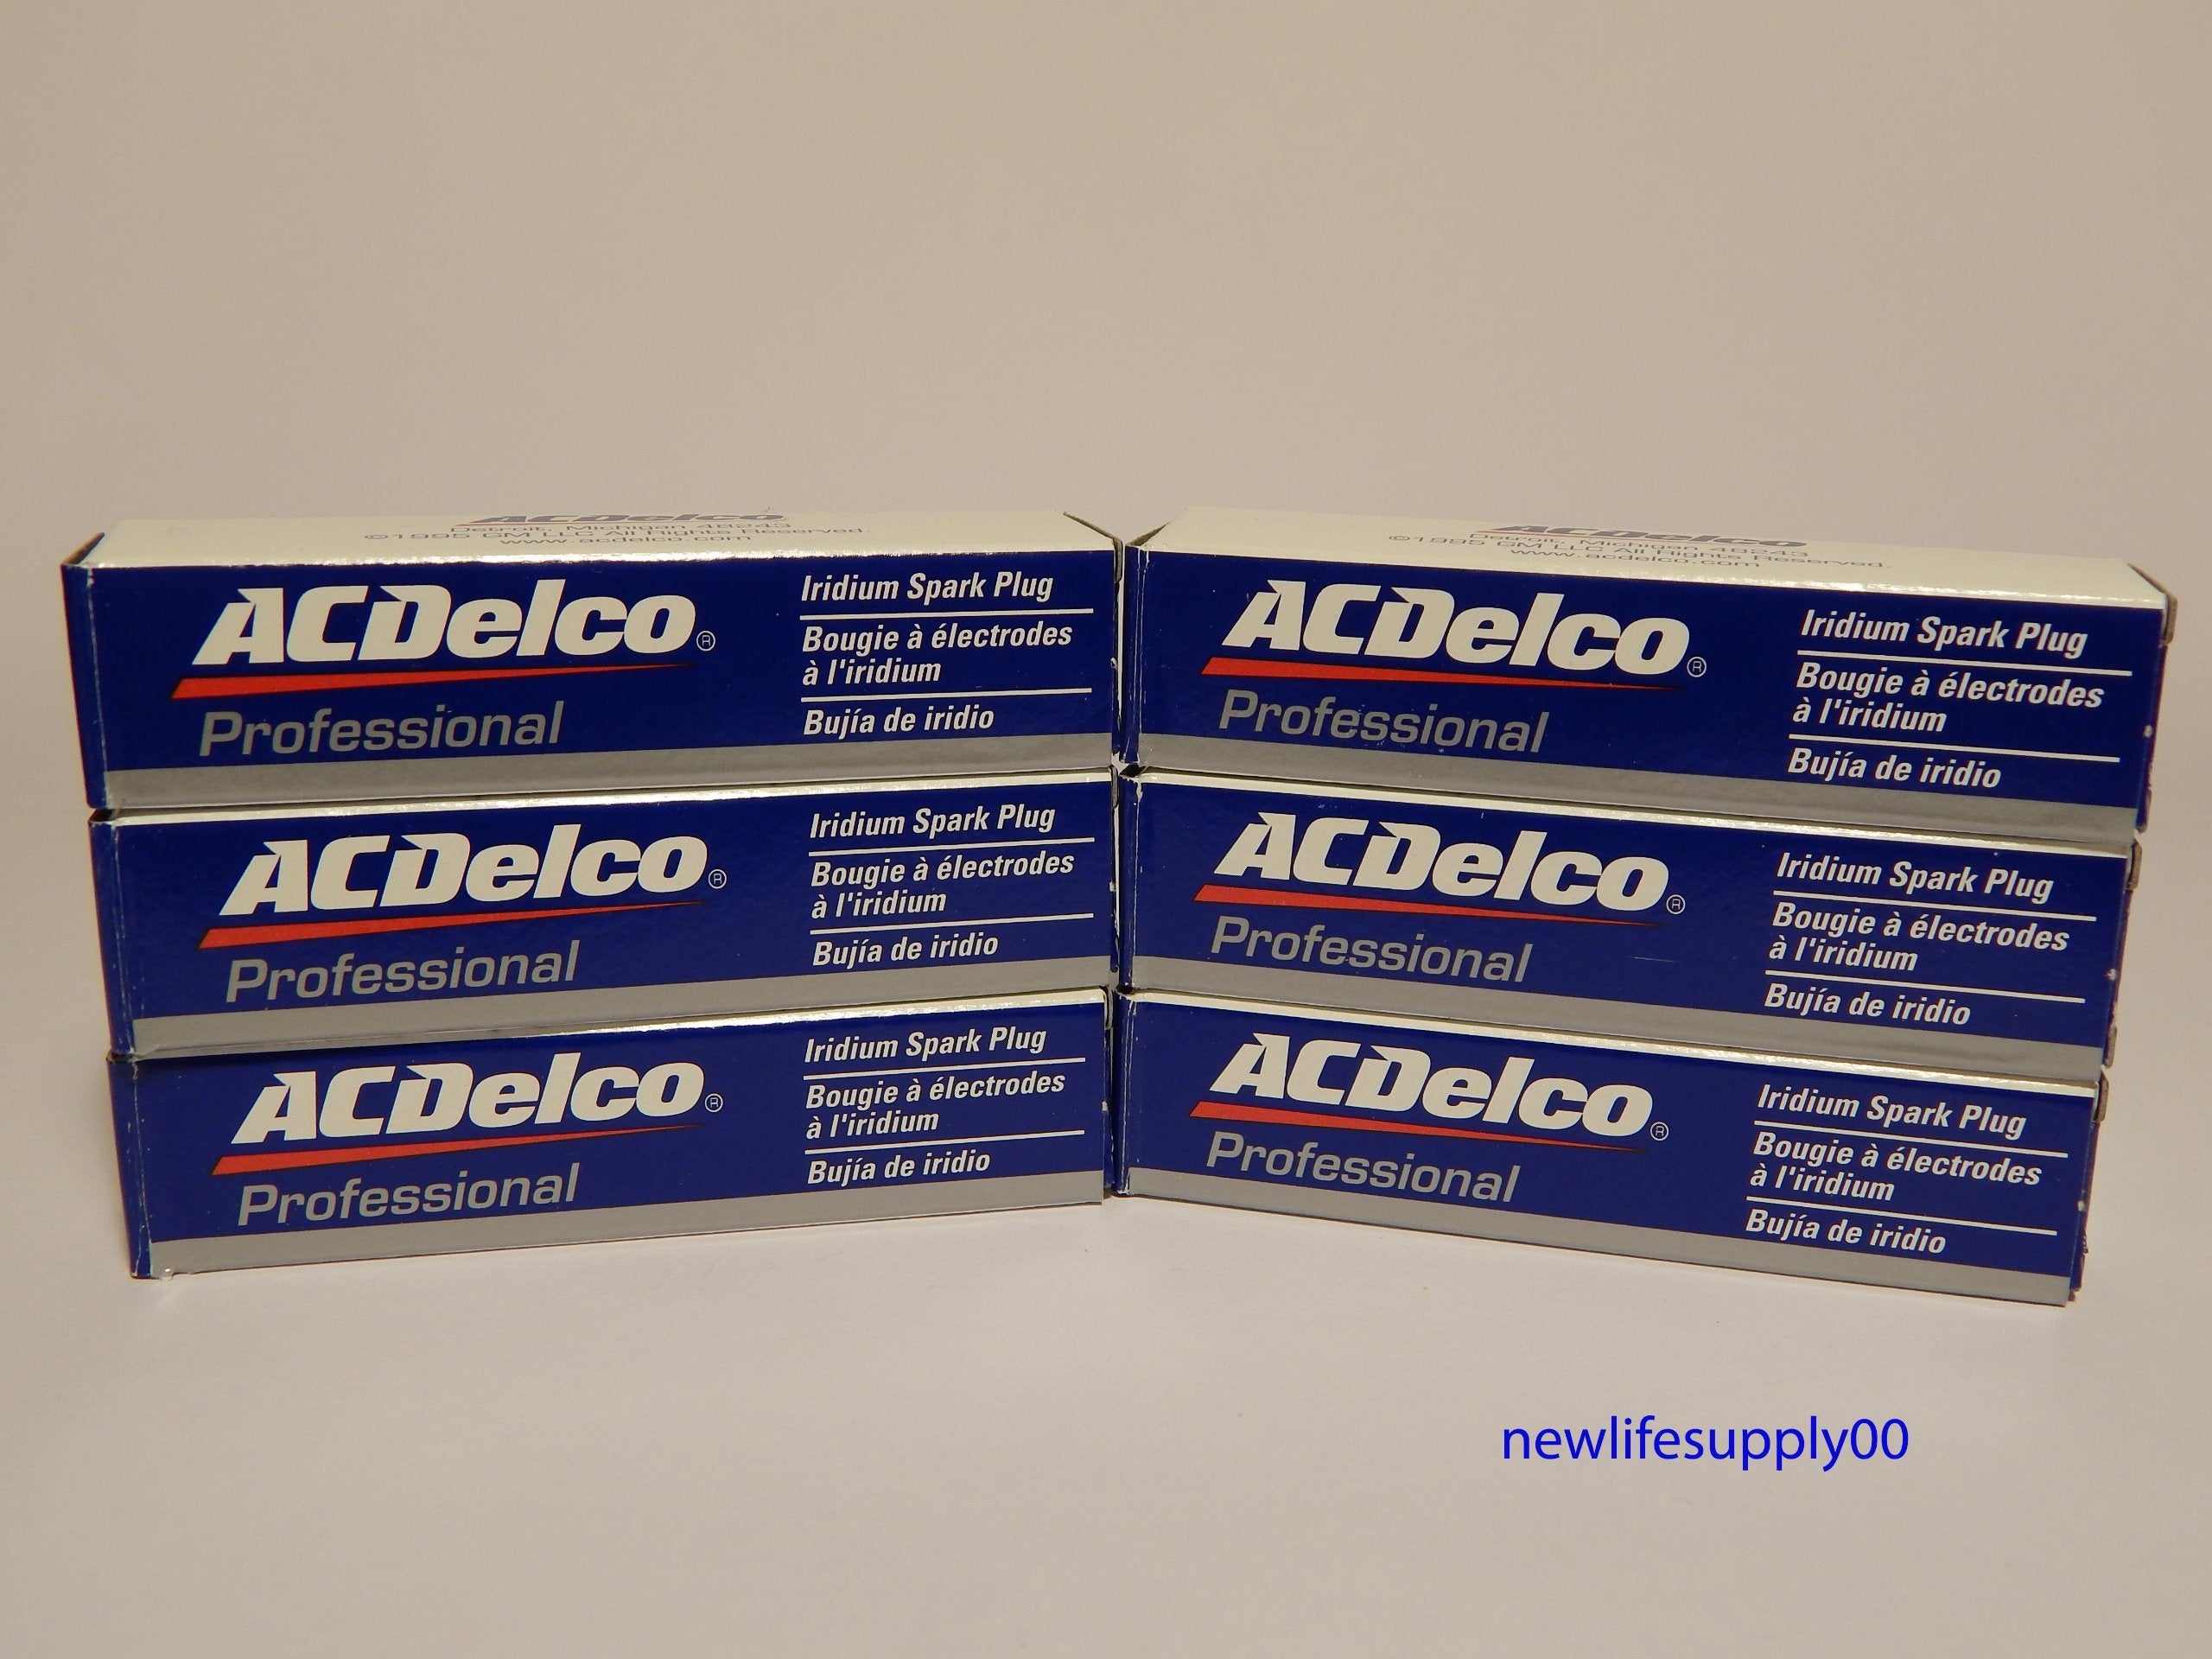 ACDelco
Detroit, Michigan 48243
©1995 GM LLC All Rights Reserved.
www.acdelco.com
ACDelco®
Professional
Iridium Spark Plug
Bougie à électrodes
à l'iridium
Bujía de iridio
ACDelco
Detroit, Michigan 48243
©1995 GM LLC All Rights Reserved.
www.acdelco.com
ACDelco®
Professional
Iridium Spark Plug
Bougie à électrodes
à l'iridium
Bujía de iridio
ACDelco®
Professional
Iridium Spark Plug
Bougie à électrodes
à l'iridium
Bujía de iridio
ACDelco®
Professional
Iridium Spark Plug
Bougie à électrodes
à l'iridium
Bujía de iridio
ACDelco®
Professional
Iridium Spark Plug
Bougie à électrodes
à l'iridium
Bujía de iridio
ACDelco®
Professional
Iridium Spark Plug
Bougie à électrodes
à l'iridium
Bujía de iridio
newlifesupply00